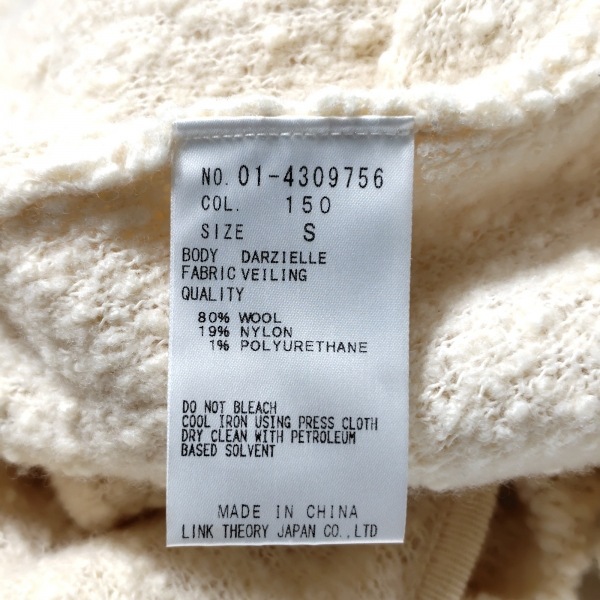 NO. 01-4309756
COL. 150
SIZE S
BODY DARZIELLE
FABRIC VEILING
QUALITY
80% WOOL
19% NYLON
1% POLYURETHANE
DO NOT BLEACH
COOL IRON USING PRESS CLOTH
DRY CLEAN WITH PETROLEUM
BASED SOLVENT
MADE IN CHINA
LINK THEORY JAPAN CO.,LTD